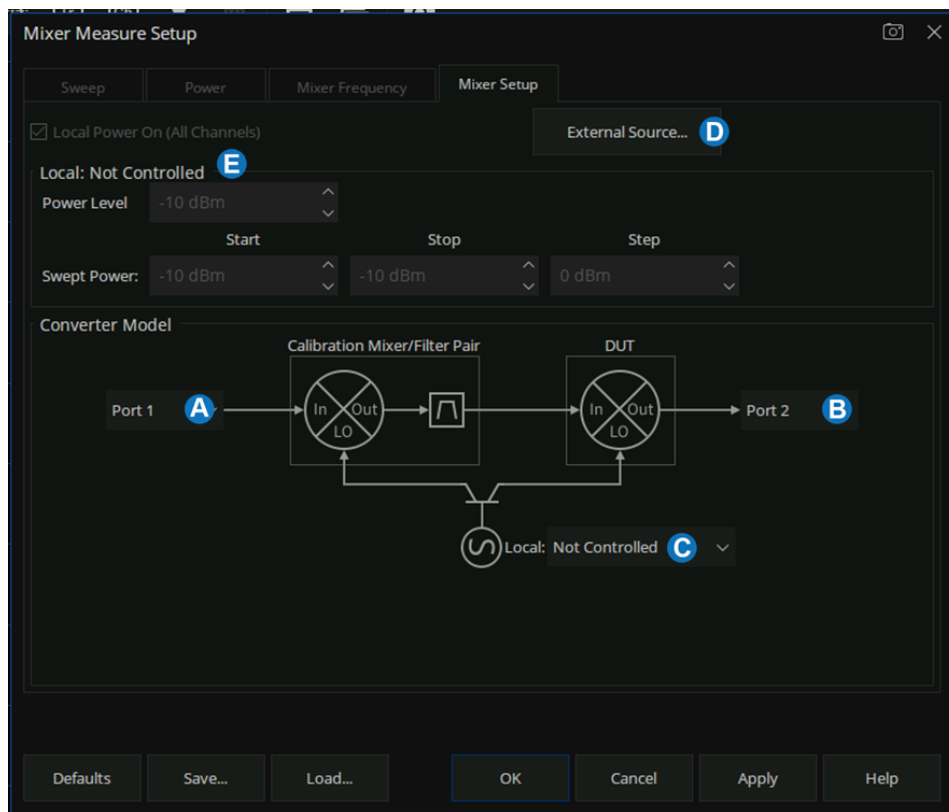 Mixer Measure Setup
Sweep Power Mixer Frequency Mixer Setup
Local Power On (All Channels) External Source... D
Local: Not Controlled E
Power Level -10 dBm
Start Stop Step
Swept Power: -10 dBm -10 dBm 0 dBm
Converter Model
Calibration Mixer/Filter Pair DUT
Port 1 A In Out In Out Port 2 B
LO LO
Local: Not Controlled C
Defaults Save... Load... OK Cancel Apply Help